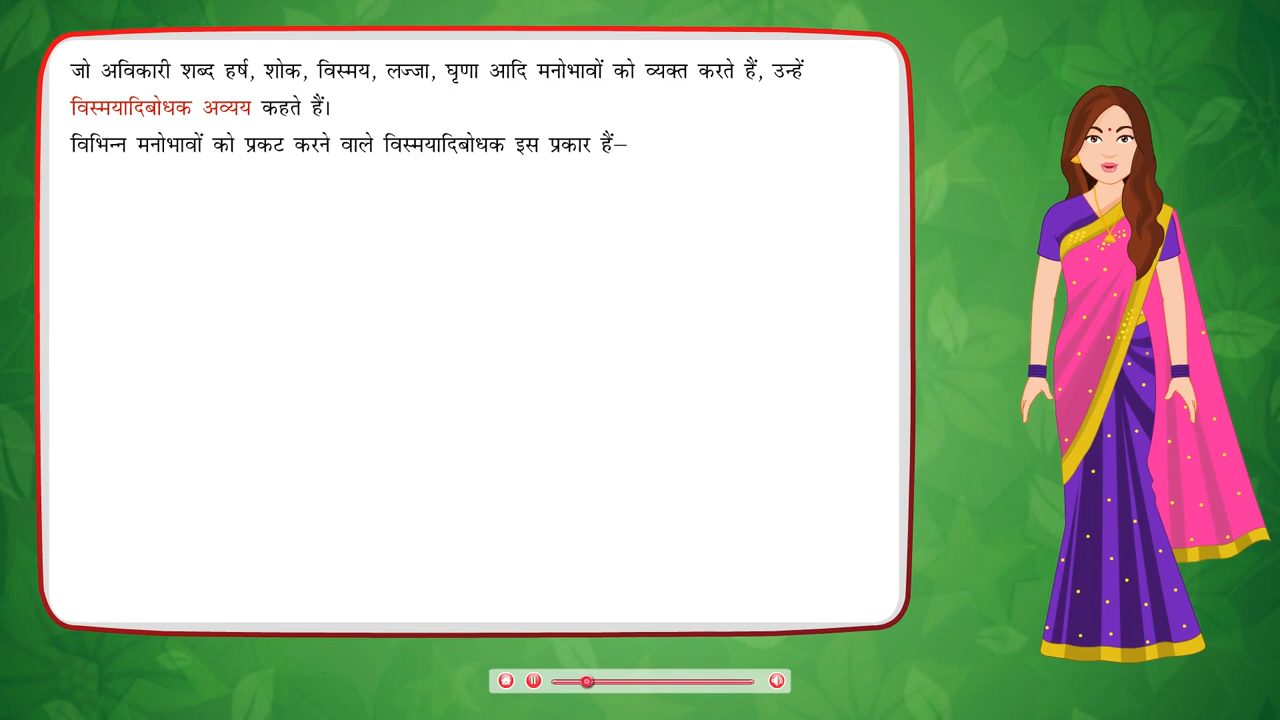 जो अविकारी शब्द हर्ष, शोक, विस्मय, लज्जा, घृणा आदि मनोभावों को व्यक्त करते हैं, उन्हें
विस्मयादिबोधक अव्यय कहते हैं।
विभिन्न मनोभावों को प्रकट करने वाले विस्मयादिबोधक इस प्रकार हैं–